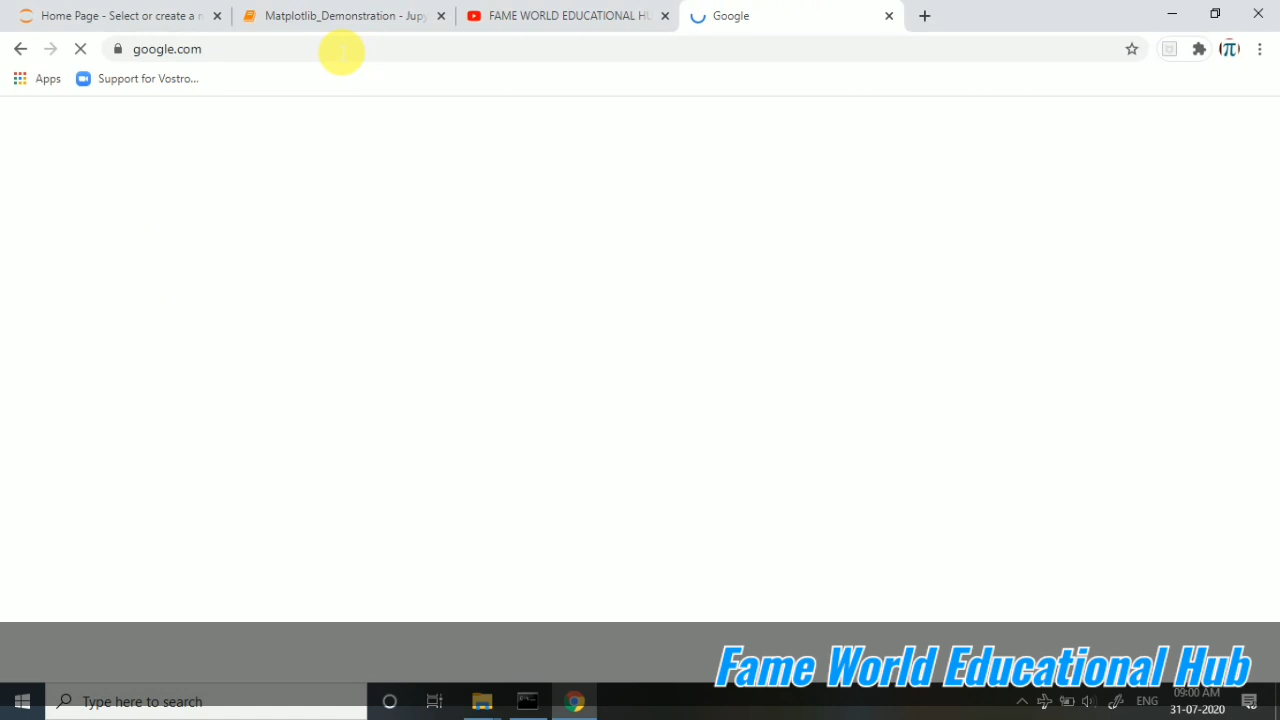 Home Page - Select or create a n
Matplotlib_Demonstration - Jupy
FAME WORLD EDUCATIONAL HU
Google
google.com
Apps
Support for Vostro...
Fame World Educational Hub
Type here to search
ENG
09:00 AM
31-07-2020